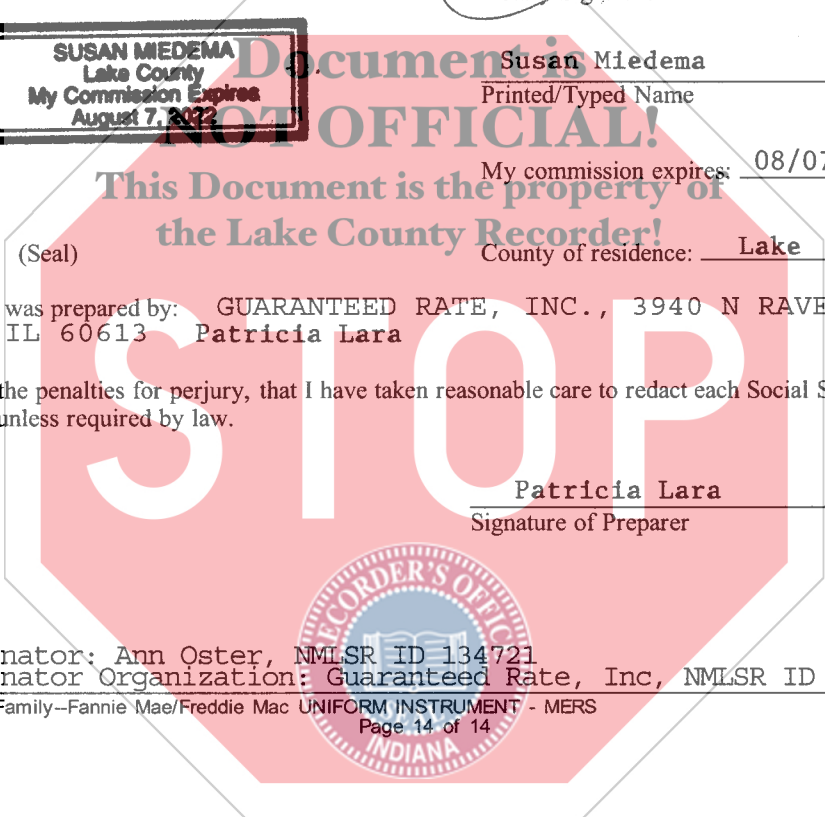 SUSAN MIEDEMA
Lake County
My Commission Expires
August 7, 2022
Document is
NOT OFFICIAL!
This Document is the property of
the Lake County Recorder!
Susan Miedema
Printed/Typed Name
My commission expires: 08/07
(Seal)
County of residence: Lake
was prepared by: GUARANTEED RATE, INC., 3940 N RAVE
IL 60613 Patricia Lara
the penalties for perjury, that I have taken reasonable care to redact each Social S
unless required by law.
STOP
Patricia Lara
Signature of Preparer
RECORDER'S OFFIC
SEAL
INDIANA
nator: Ann Oster, NMLSR ID 134721
nator Organization: Guaranteed Rate, Inc, NMLSR ID
Family--Fannie Mae/Freddie Mac UNIFORM INSTRUMENT - MERS
Page 14 of 14